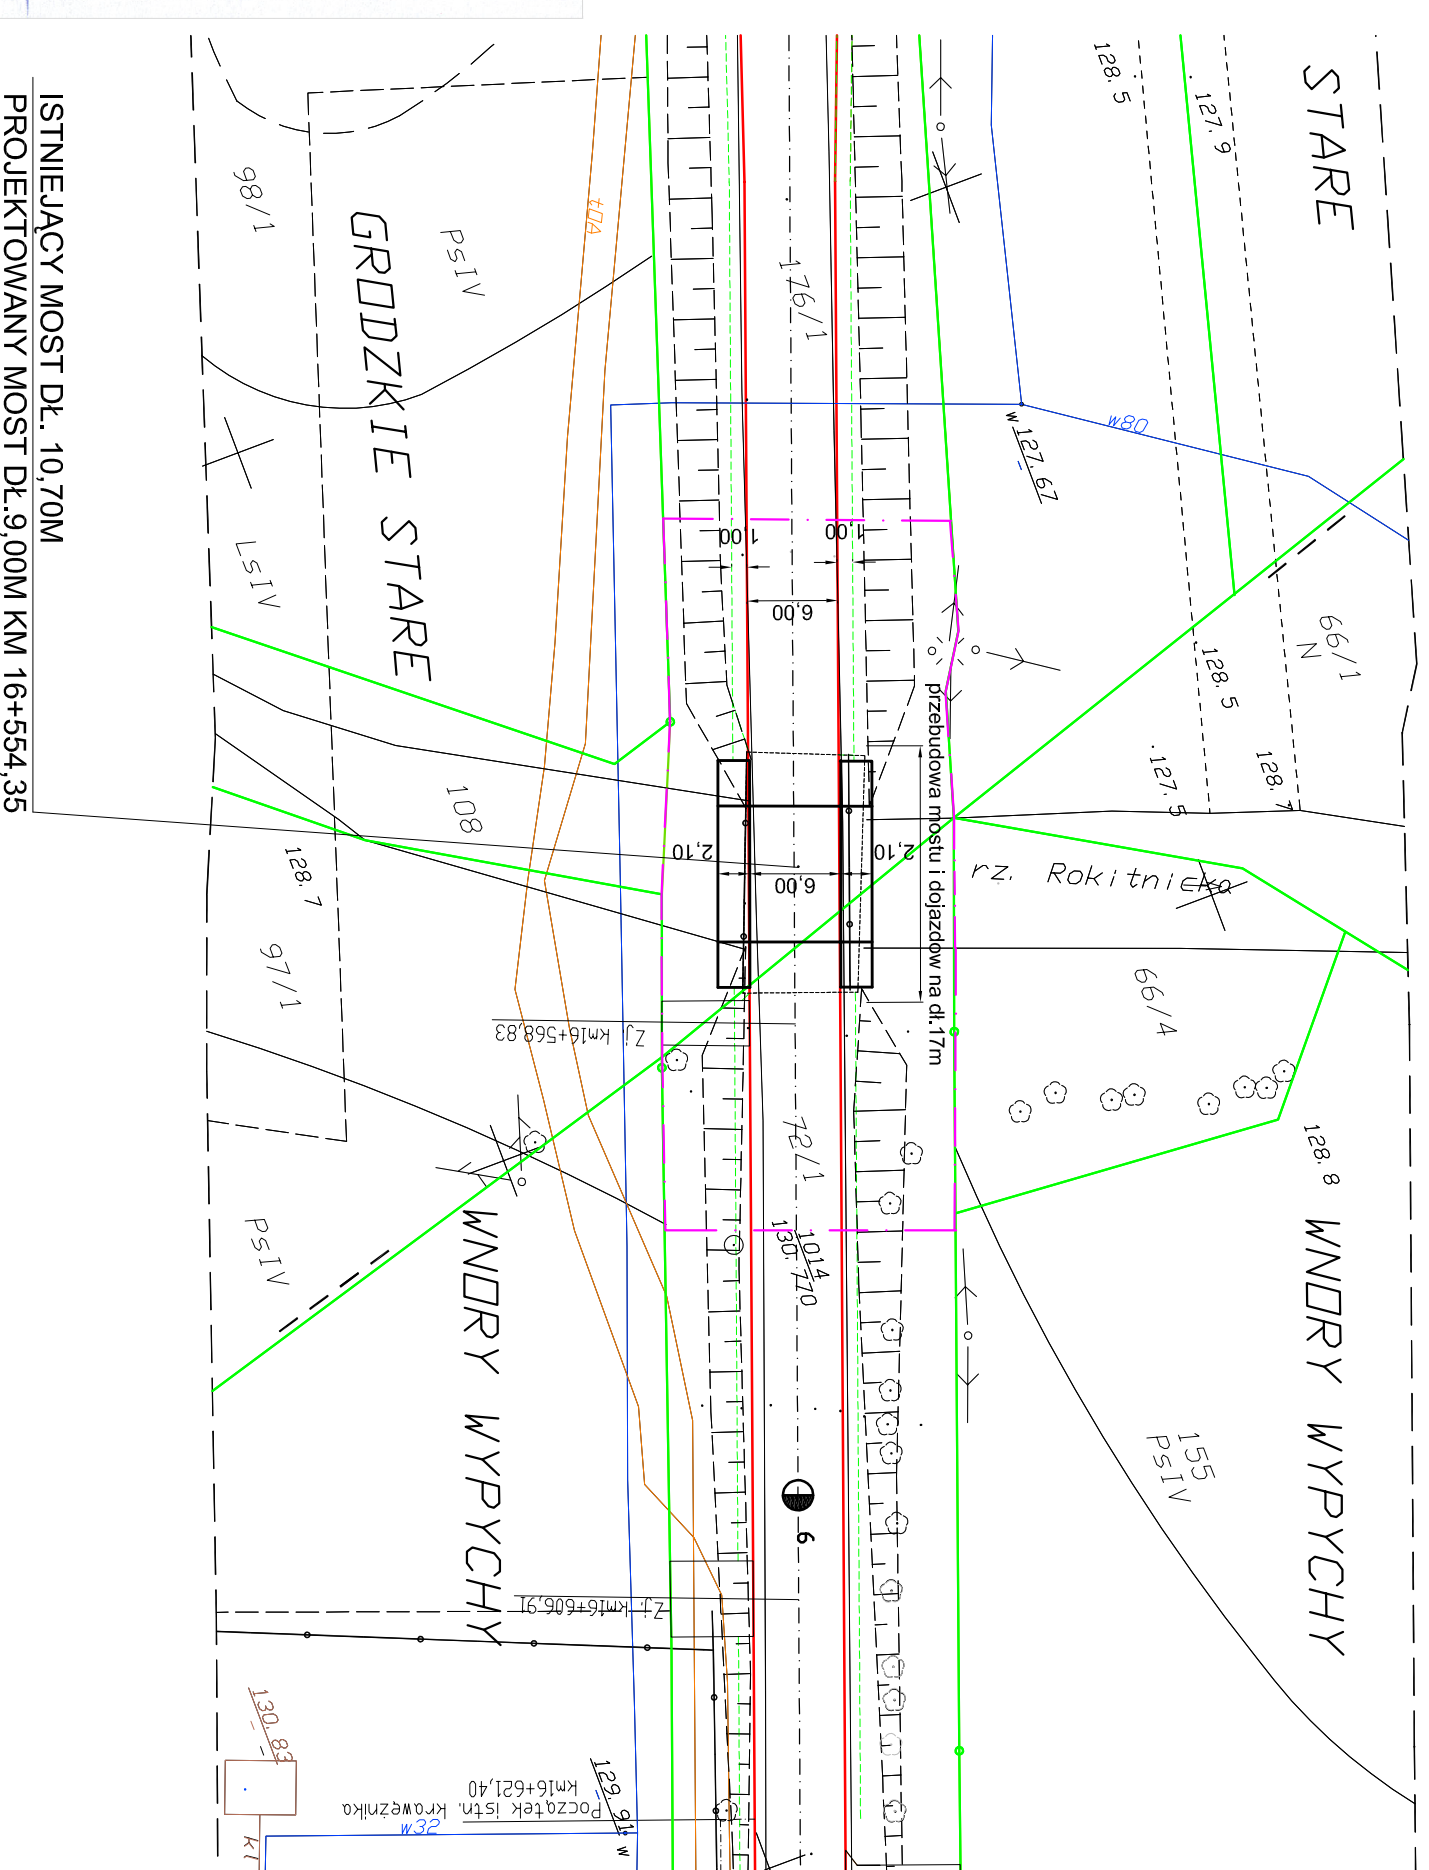 ISTNIEJĄCY MOST DŁ. 10,70M
PROJEKTOWANY MOST DŁ.9,00M KM 16+554,35
STARE
128.5
127.9
98/1
PsIV
GRODZKIE STARE
176/1
w80
w 127.67
LsIV
1,00
1,00
6,00
66/1
N
128.5
128.7
127.5
przebudowa mostu i dojazdów na dł.17m
108
128.7
2,10
6,00
2,10
rz. Rokitnicka
97/1
66/4
Zj. km16+568,83
72/1
128.8
PsIV
WNORY WYPYCHY
1014
130.770
WNORY WYPYCHY
155
PsIV
6
Zj. km16+606,91
130.83
129.91
w
Początek istn. krawężnika
km16+621,40
w32